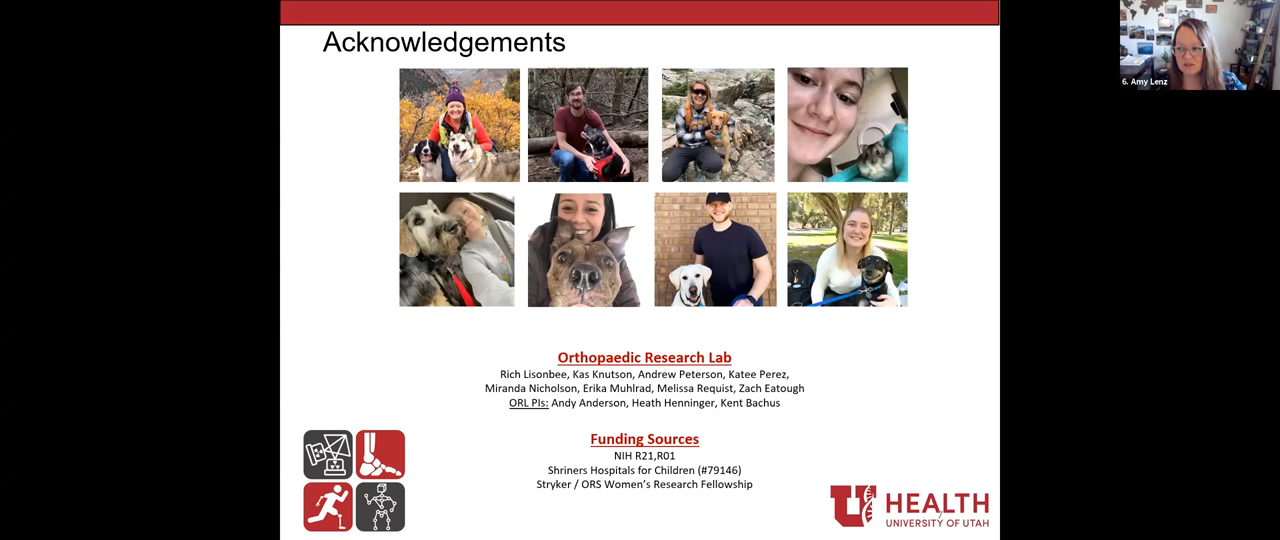 Acknowledgements
6. Amy Lenz
Orthopaedic Research Lab
Rich Lisonbee, Kas Knutson, Andrew Peterson, Katee Perez,
Miranda Nicholson, Erika Muhlrad, Melissa Requist, Zach Eatough
ORL PIs: Andy Anderson, Heath Henninger, Kent Bachus
Funding Sources
NIH R21,R01
Shriners Hospitals for Children (#79146)
Stryker / ORS Women's Research Fellowship
U HEALTH
UNIVERSITY OF UTAH